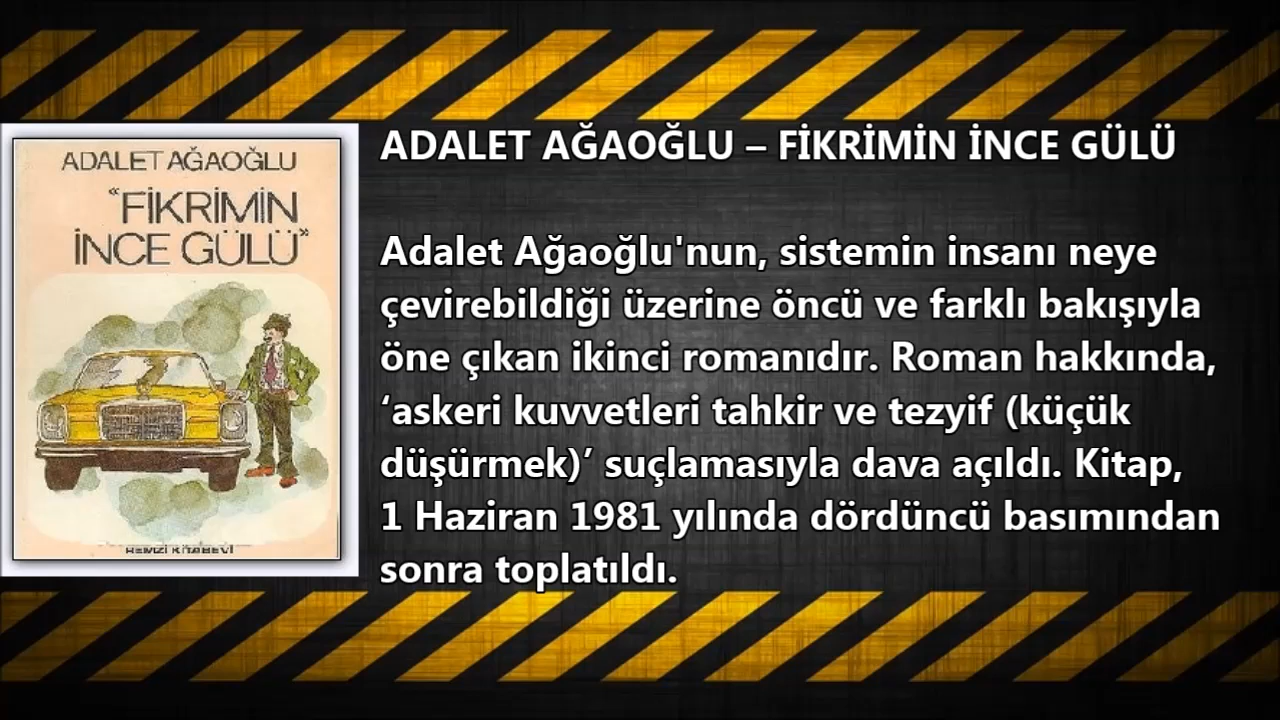 ADALET AĞAOĞLU
“FİKRİMİN
İNCE GÜLÜ”
REMZİ KİTABEVİ
ADALET AĞAOĞLU – FİKRİMİN İNCE GÜLÜ
Adalet Ağaoğlu'nun, sistemin insanı neye
çevirebildiği üzerine öncü ve farklı bakışıyla
öne çıkan ikinci romanıdır. Roman hakkında,
‘askeri kuvvetleri tahkir ve tezyif (küçük
düşürmek)’ suçlamasıyla dava açıldı. Kitap,
1 Haziran 1981 yılında dördüncü basımından
sonra toplatıldı.